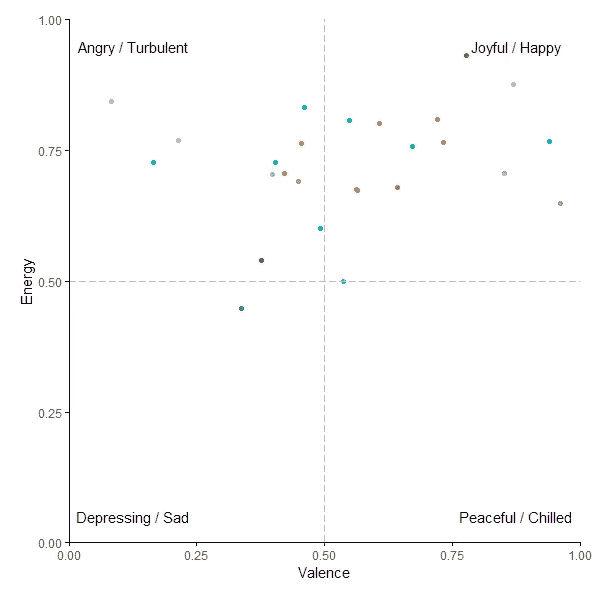 1.00
Angry / Turbulent
Joyful / Happy
0.75
Energy
0.50
0.25
Depressing / Sad
Peaceful / Chilled
0.00
0.00
0.25
0.50
0.75
1.00
Valence